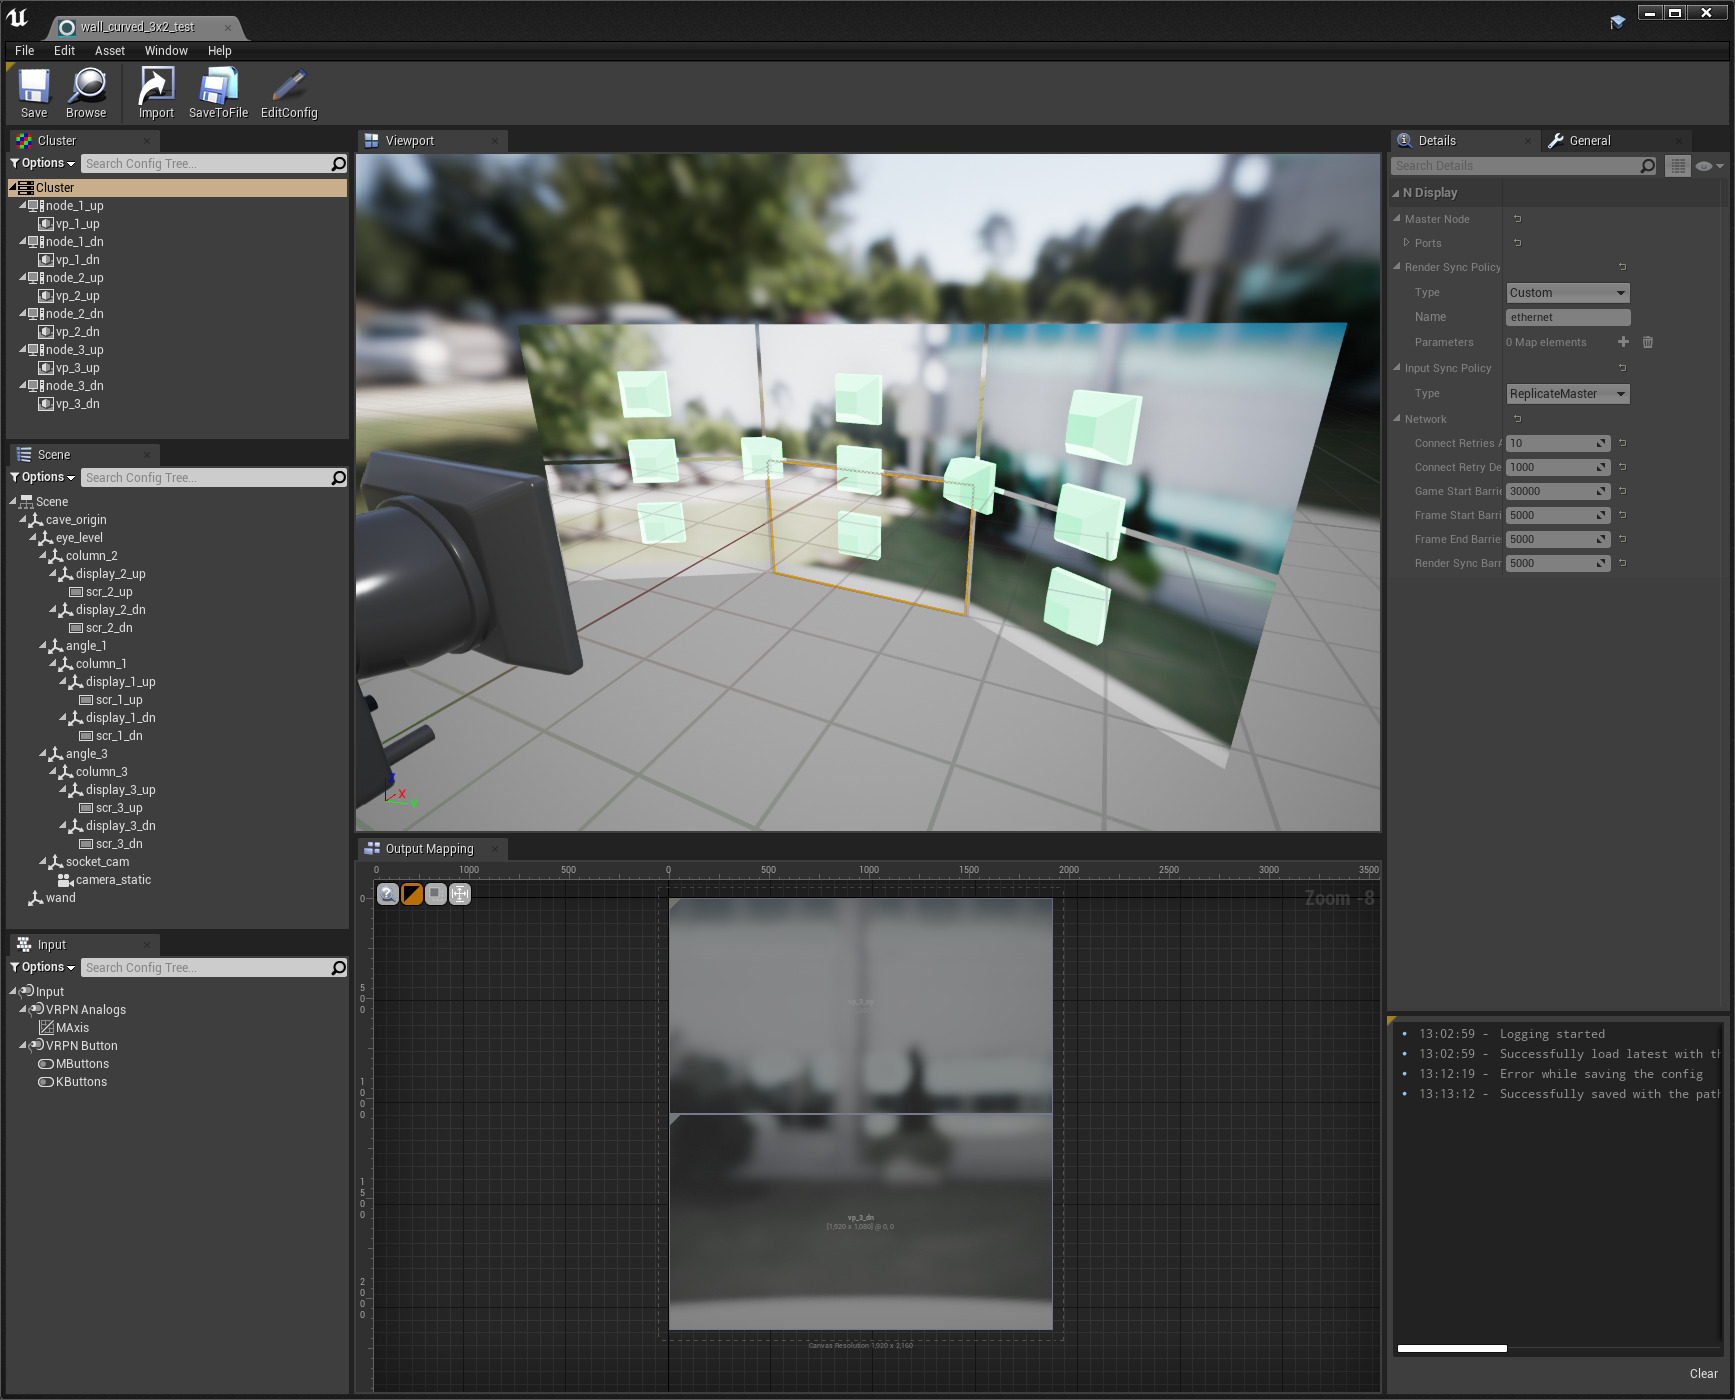 wall_curved_3x2_test
File Edit Asset Window Help
Save Browse Import SaveToFile EditConfig
Cluster
Options Search Config Tree...
Cluster
node_1_up
vp_1_up
node_1_dn
vp_1_dn
node_2_up
vp_2_up
node_2_dn
vp_2_dn
node_3_up
vp_3_up
node_3_dn
vp_3_dn
Scene
Options Search Config Tree...
Scene
cave_origin
eye_level
column_2
display_2_up
scr_2_up
display_2_dn
scr_2_dn
angle_1
column_1
display_1_up
scr_1_up
display_1_dn
scr_1_dn
angle_3
column_3
display_3_up
scr_3_up
display_3_dn
scr_3_dn
socket_cam
camera_static
wand
Input
Options Search Config Tree...
Input
VRPN Analogs
MAxis
VRPN Button
MButtons
KButtons
Viewport
Z
X
Y
Output Mapping
0 1000 500 0 500 1000 1500 2000 2500 3000 3500
0
500
1000
1500
2000
Zoom -8
vp_3_up
vp_3_dn
[1,920 x 1,080] @ 0, 0
Canvas Resolution 1,920 x 2,160
Details General
Search Details
N Display
Master Node
Ports
Render Sync Policy
Type Custom
Name ethernet
Parameters 0 Map elements
Input Sync Policy
Type ReplicateMaster
Network
Connect Retries A 10
Connect Retry De 1000
Game Start Barrie 30000
Frame Start Barri 5000
Frame End Barrie 5000
Render Sync Barr 5000
• 13:02:59 - Logging started
• 13:02:59 - Successfully load latest with th
• 13:12:19 - Error while saving the config
• 13:13:12 - Successfully saved with the path
Clear